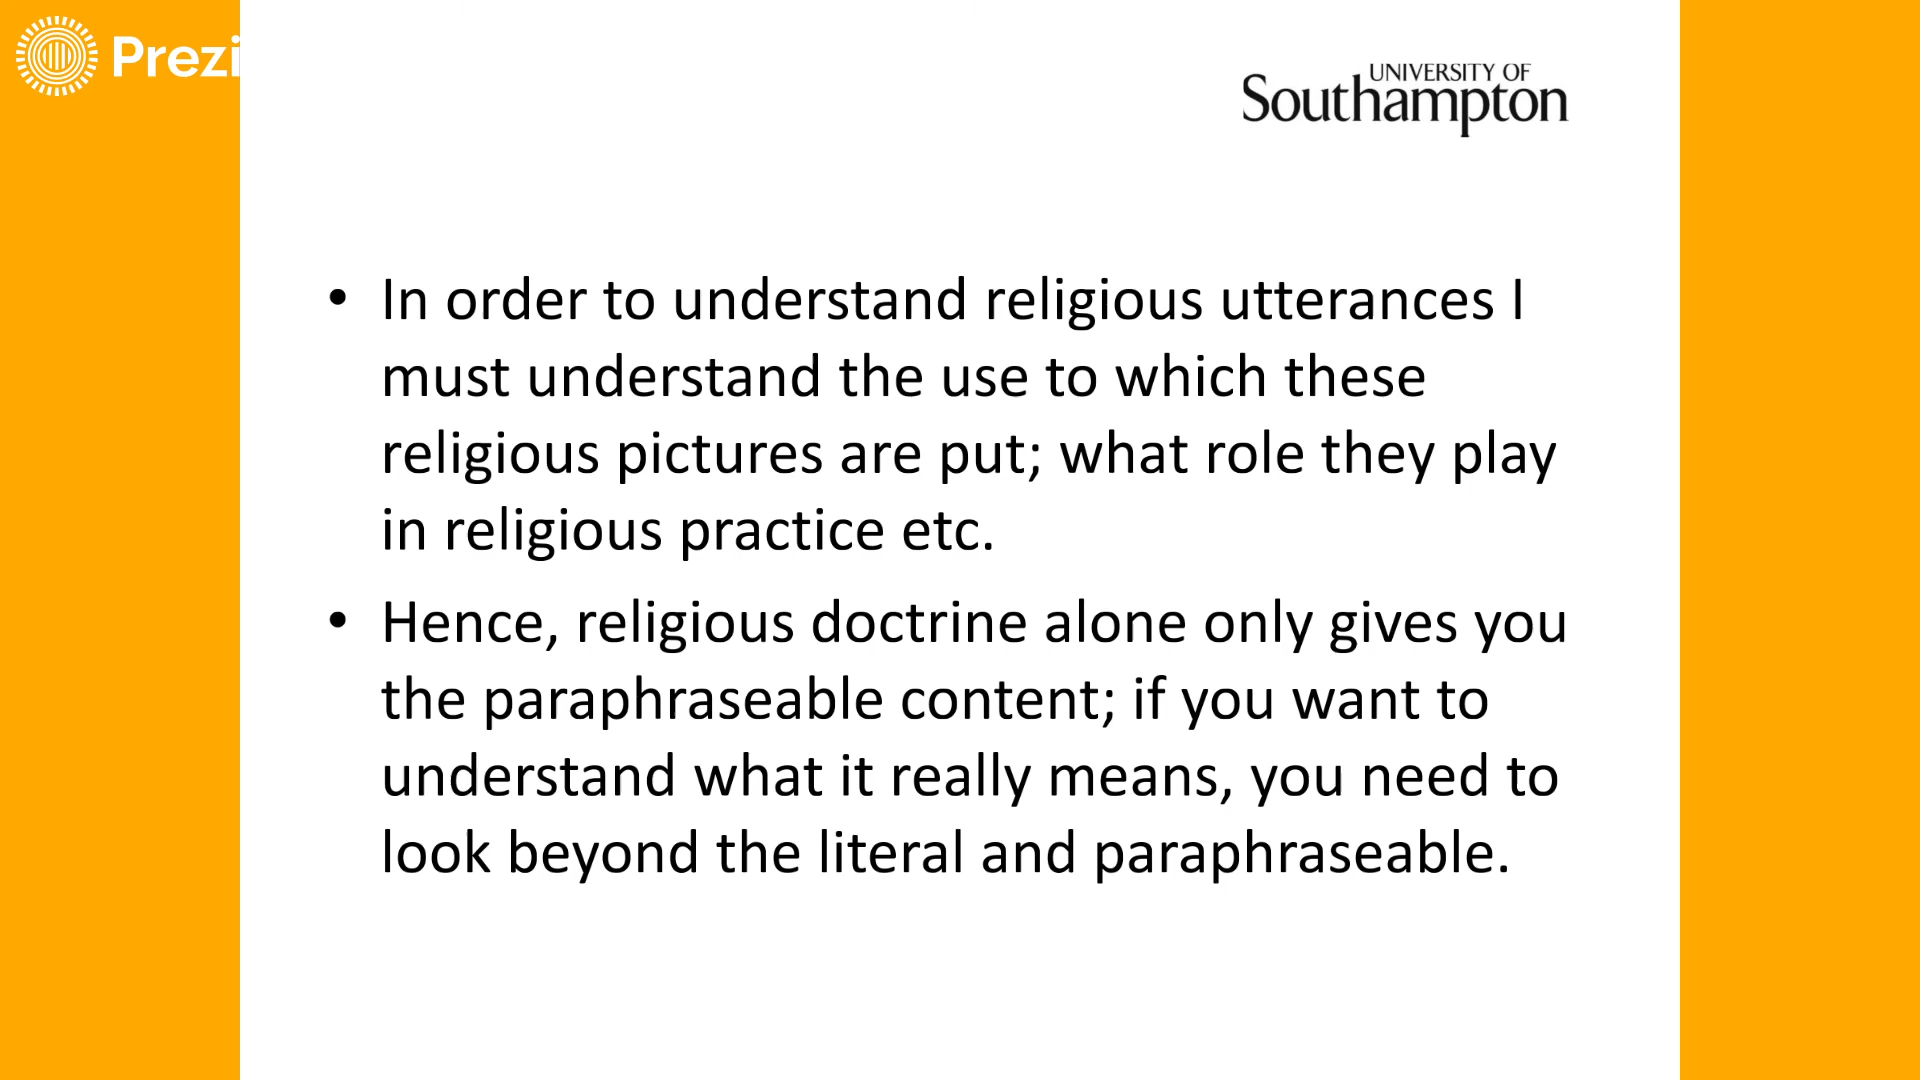 Prezi
UNIVERSITY OF
Southampton
• In order to understand religious utterances I
must understand the use to which these
religious pictures are put; what role they play
in religious practice etc.
• Hence, religious doctrine alone only gives you
the paraphraseable content; if you want to
understand what it really means, you need to
look beyond the literal and paraphraseable.